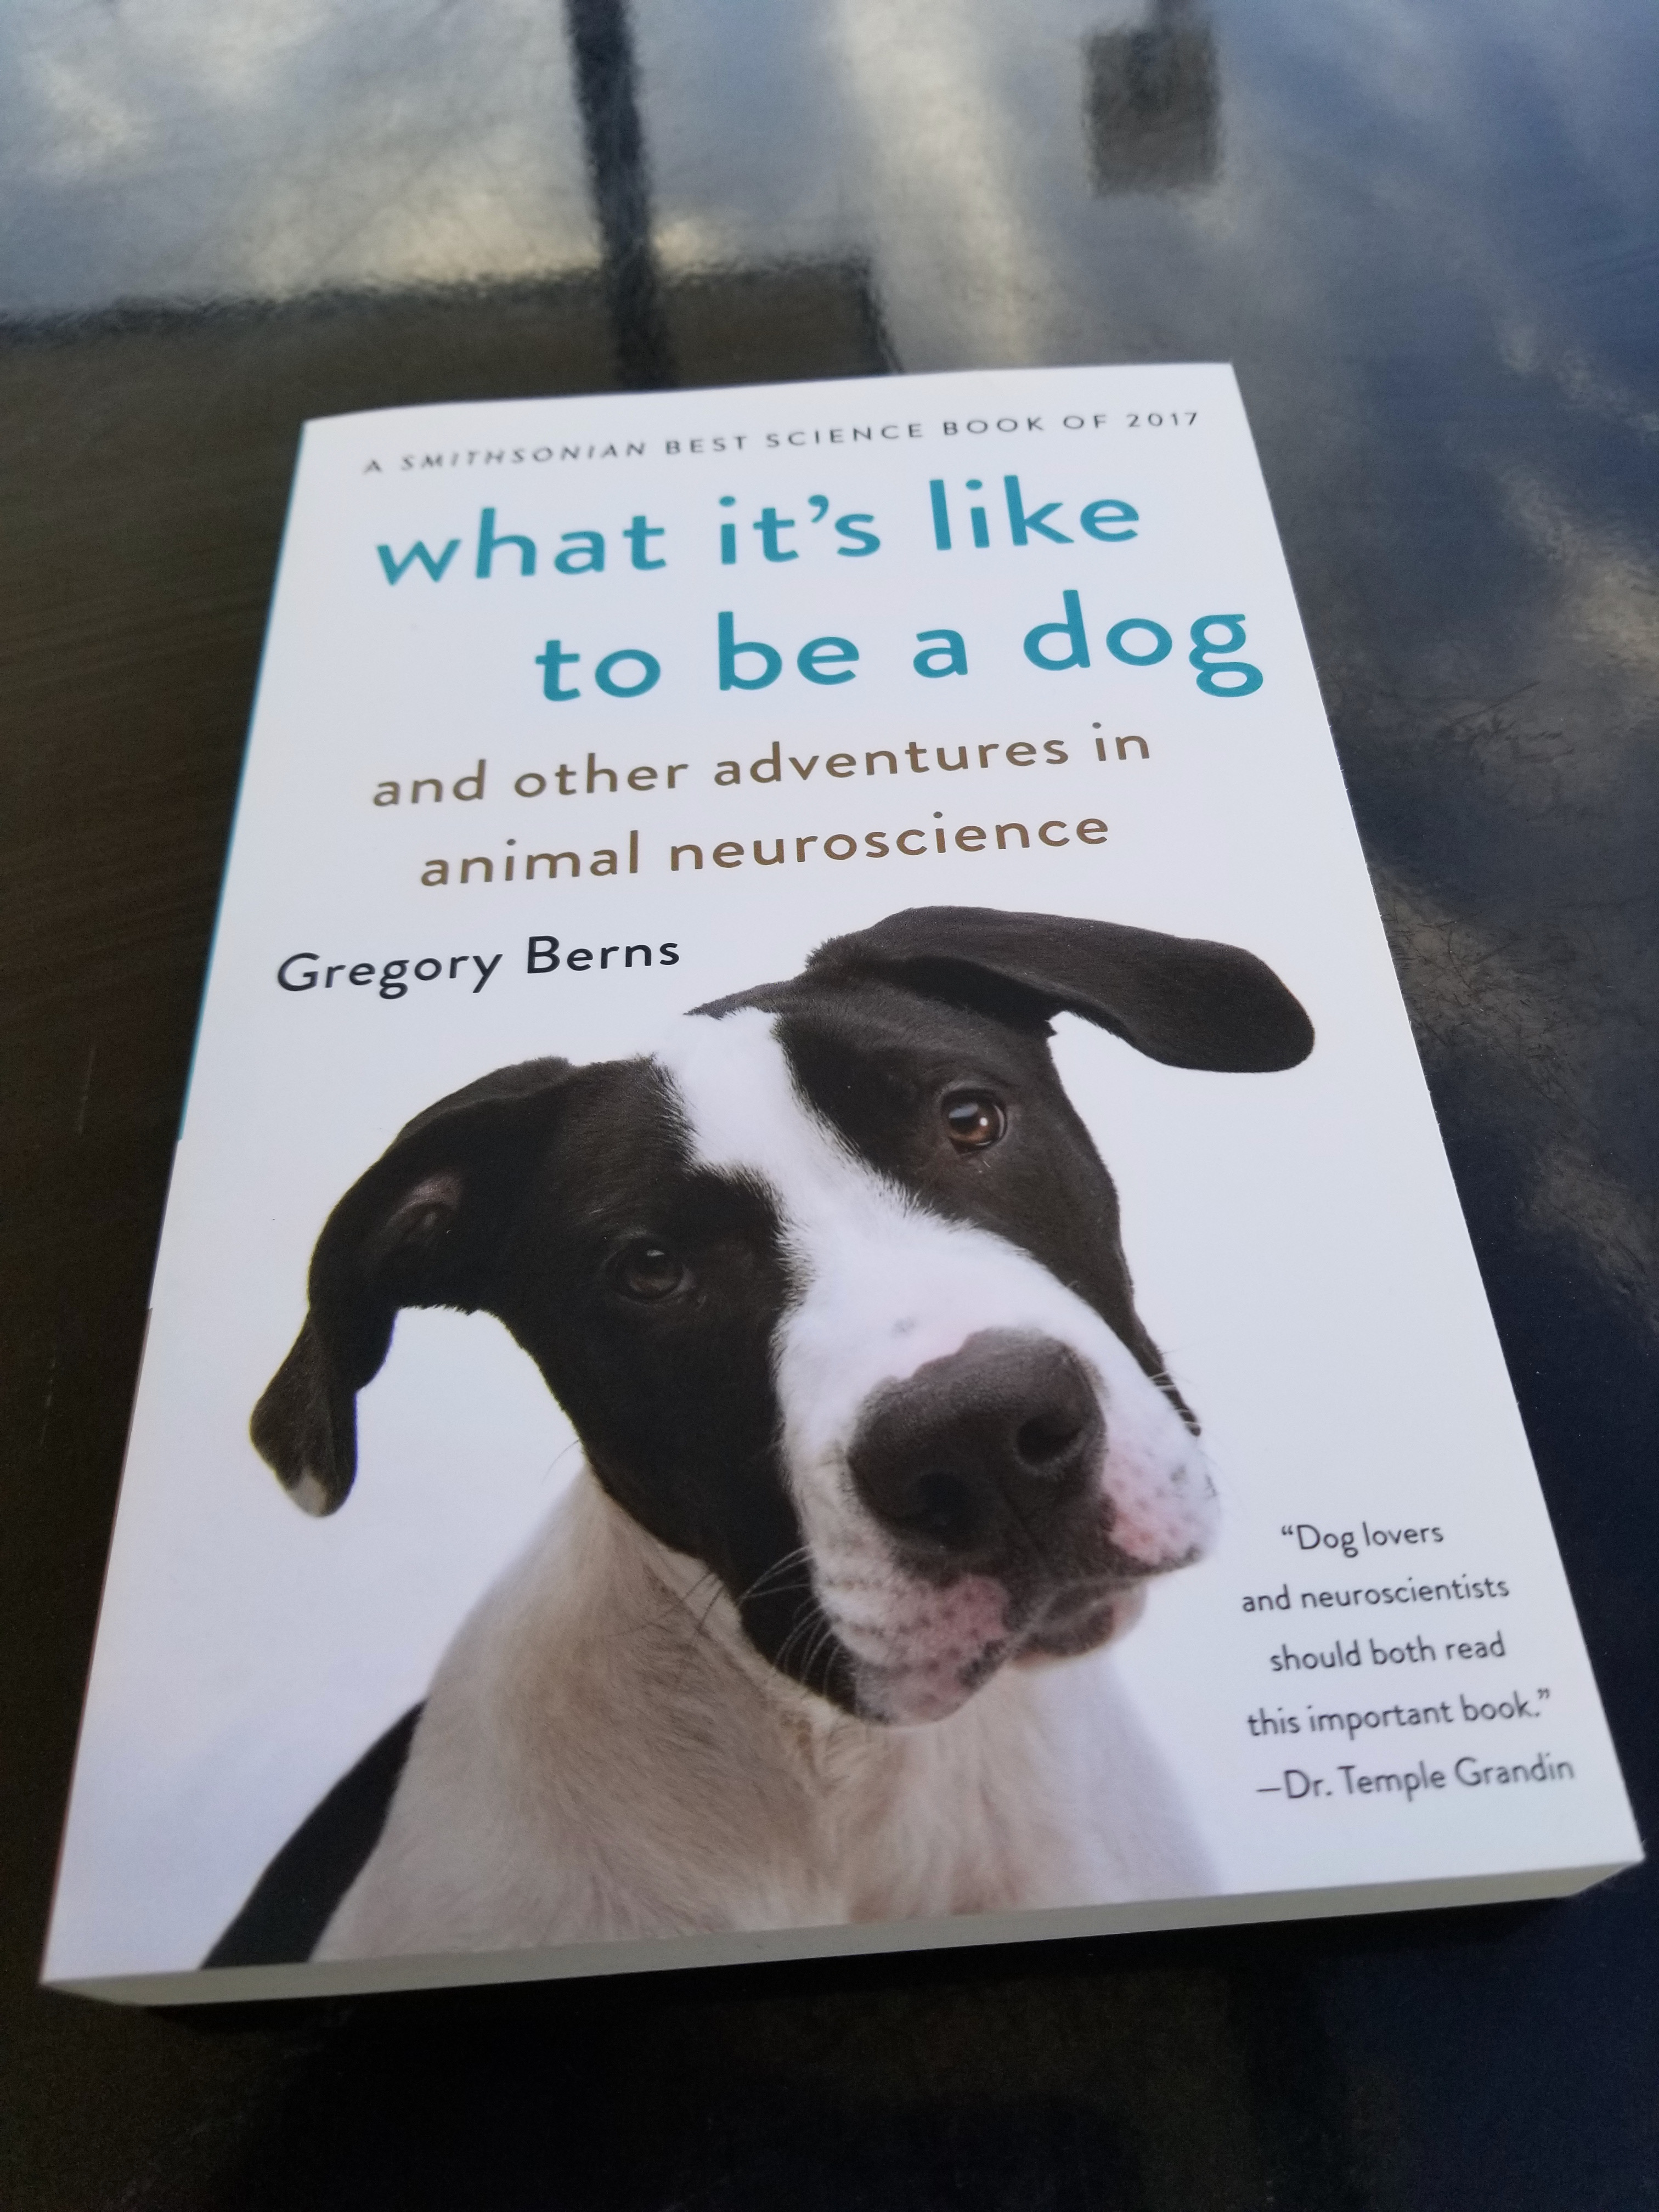 A SMITHSONIAN BEST SCIENCE BOOK OF 2017
what it’s like
to be a dog
and other adventures in
animal neuroscience
Gregory Berns
“Dog lovers
and neuroscientists
should both read
this important book.”
—Dr. Temple Grandin